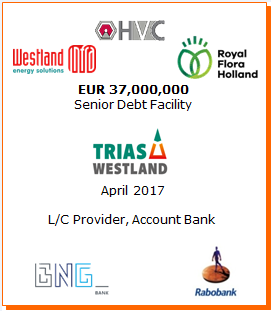 HVC
Westland
energy solutions
Royal
Flora
Holland
EUR 37,000,000
Senior Debt Facility
TRIAS
WESTLAND
April 2017
L/C Provider, Account Bank
BNG_
BANK
Rabobank